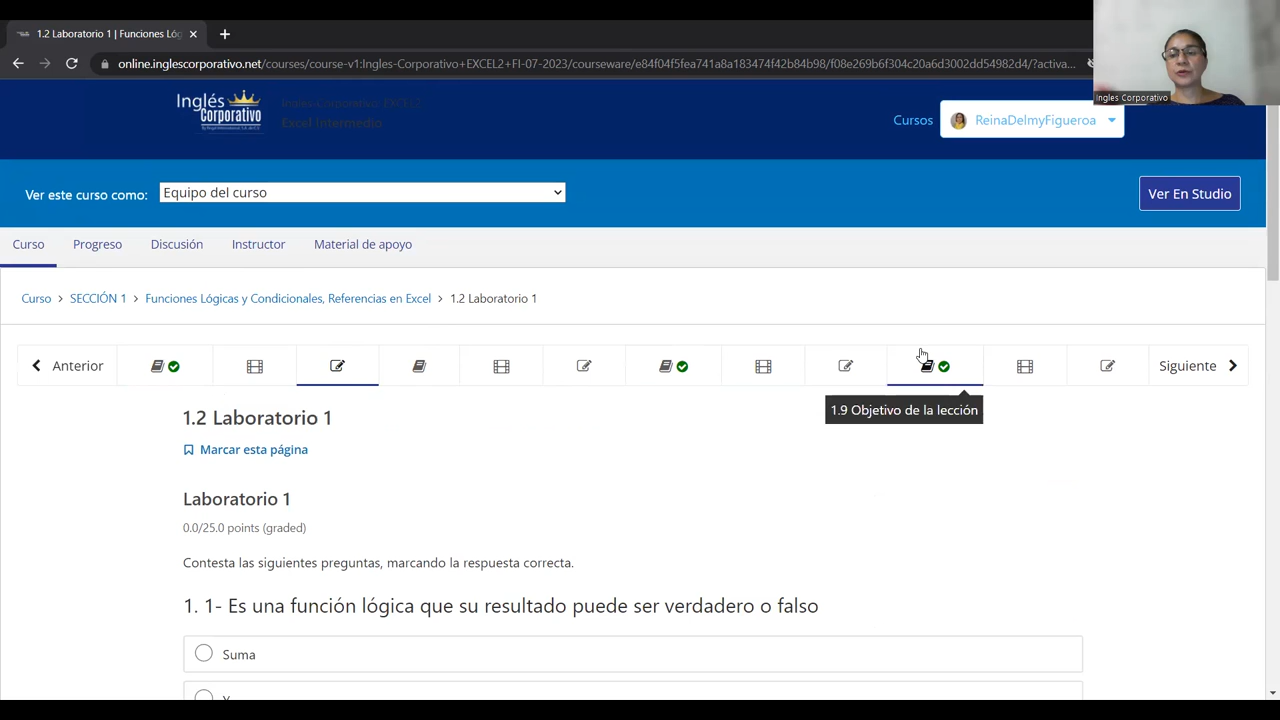 1.2 Laboratorio 1 | Funciones Lóg
online.inglescorporativo.net/courses/course-v1:Ingles-Corporativo+EXCEL2+FI-07-2023/courseware/e84f04f5fea741a8a183474f42b84b98/f08e269b6f304c20a6d3002dd54982d4/?activa...
Ingles Corporativo
Inglés Corporativo
Ingles Corporativo EXCEL2
Excel Intermedio
Cursos
ReinaDelmyFigueroa
Ver este curso como:
Equipo del curso
Ver En Studio
Curso
Progreso
Discusión
Instructor
Material de apoyo
Curso > SECCIÓN 1 > Funciones Lógicas y Condicionales, Referencias en Excel > 1.2 Laboratorio 1
Anterior
Siguiente
1.9 Objetivo de la lección
1.2 Laboratorio 1
Marcar esta página
Laboratorio 1
0.0/25.0 points (graded)
Contesta las siguientes preguntas, marcando la respuesta correcta.
1. 1- Es una función lógica que su resultado puede ser verdadero o falso
Suma